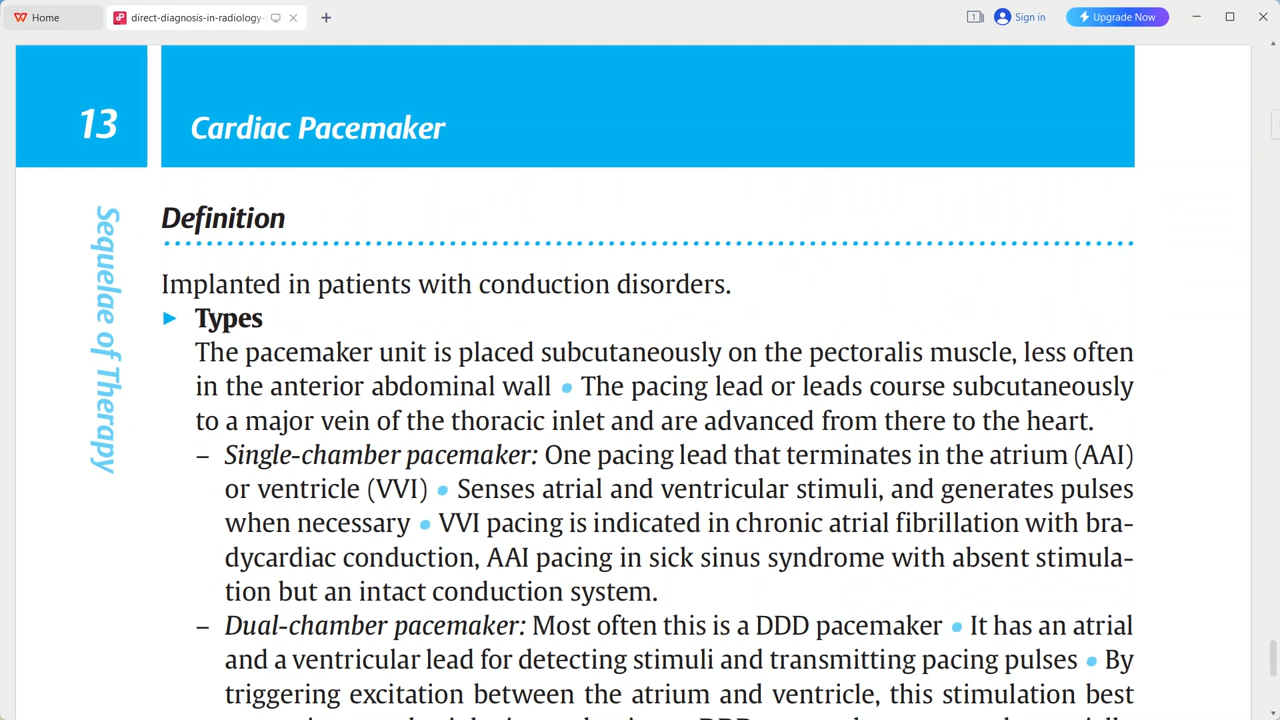 Home
direct-diagnosis-in-radiology-
1
Sign in
Upgrade Now
13
Cardiac Pacemaker
Sequelae of Therapy
Definition
Implanted in patients with conduction disorders.
► Types
The pacemaker unit is placed subcutaneously on the pectoralis muscle, less often
in the anterior abdominal wall • The pacing lead or leads course subcutaneously
to a major vein of the thoracic inlet and are advanced from there to the heart.
– Single-chamber pacemaker: One pacing lead that terminates in the atrium (AAI)
or ventricle (VVI) • Senses atrial and ventricular stimuli, and generates pulses
when necessary • VVI pacing is indicated in chronic atrial fibrillation with bra-
dycardiac conduction, AAI pacing in sick sinus syndrome with absent stimula-
tion but an intact conduction system.
– Dual-chamber pacemaker: Most often this is a DDD pacemaker • It has an atrial
and a ventricular lead for detecting stimuli and transmitting pacing pulses • By
triggering excitation between the atrium and ventricle, this stimulation best